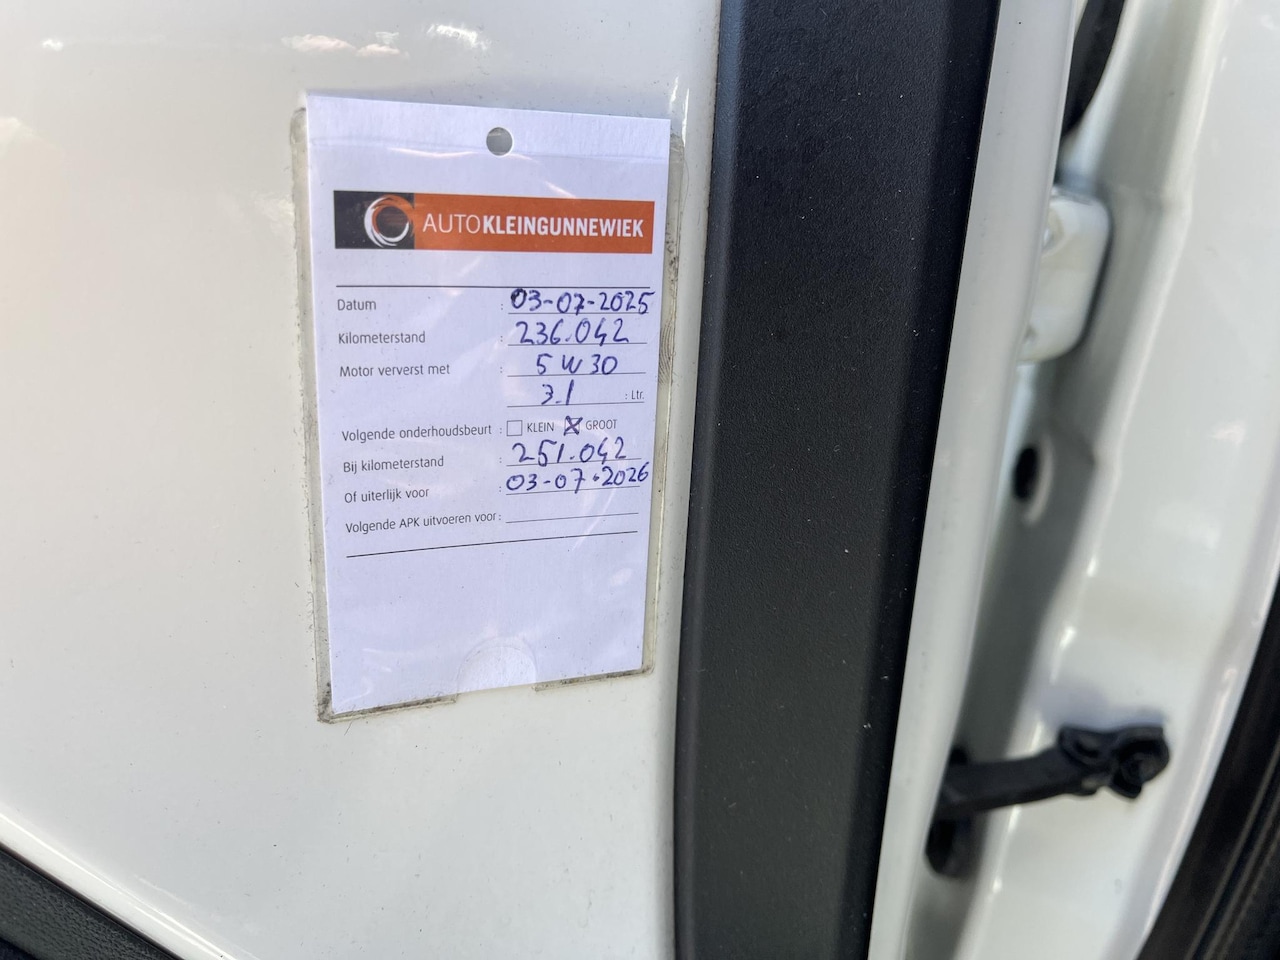 AUTOKLEINGUNNEWIEK
Datum : 03-07-2025
Kilometerstand : 236.042
Motor ververst met : 5W30
3.1 : Ltr.
Volgende onderhoudsbeurt : KLEIN GROOT
Bij kilometerstand : 251.042
Of uiterlijk voor : 03-07-2026
Volgende APK uitvoeren voor :